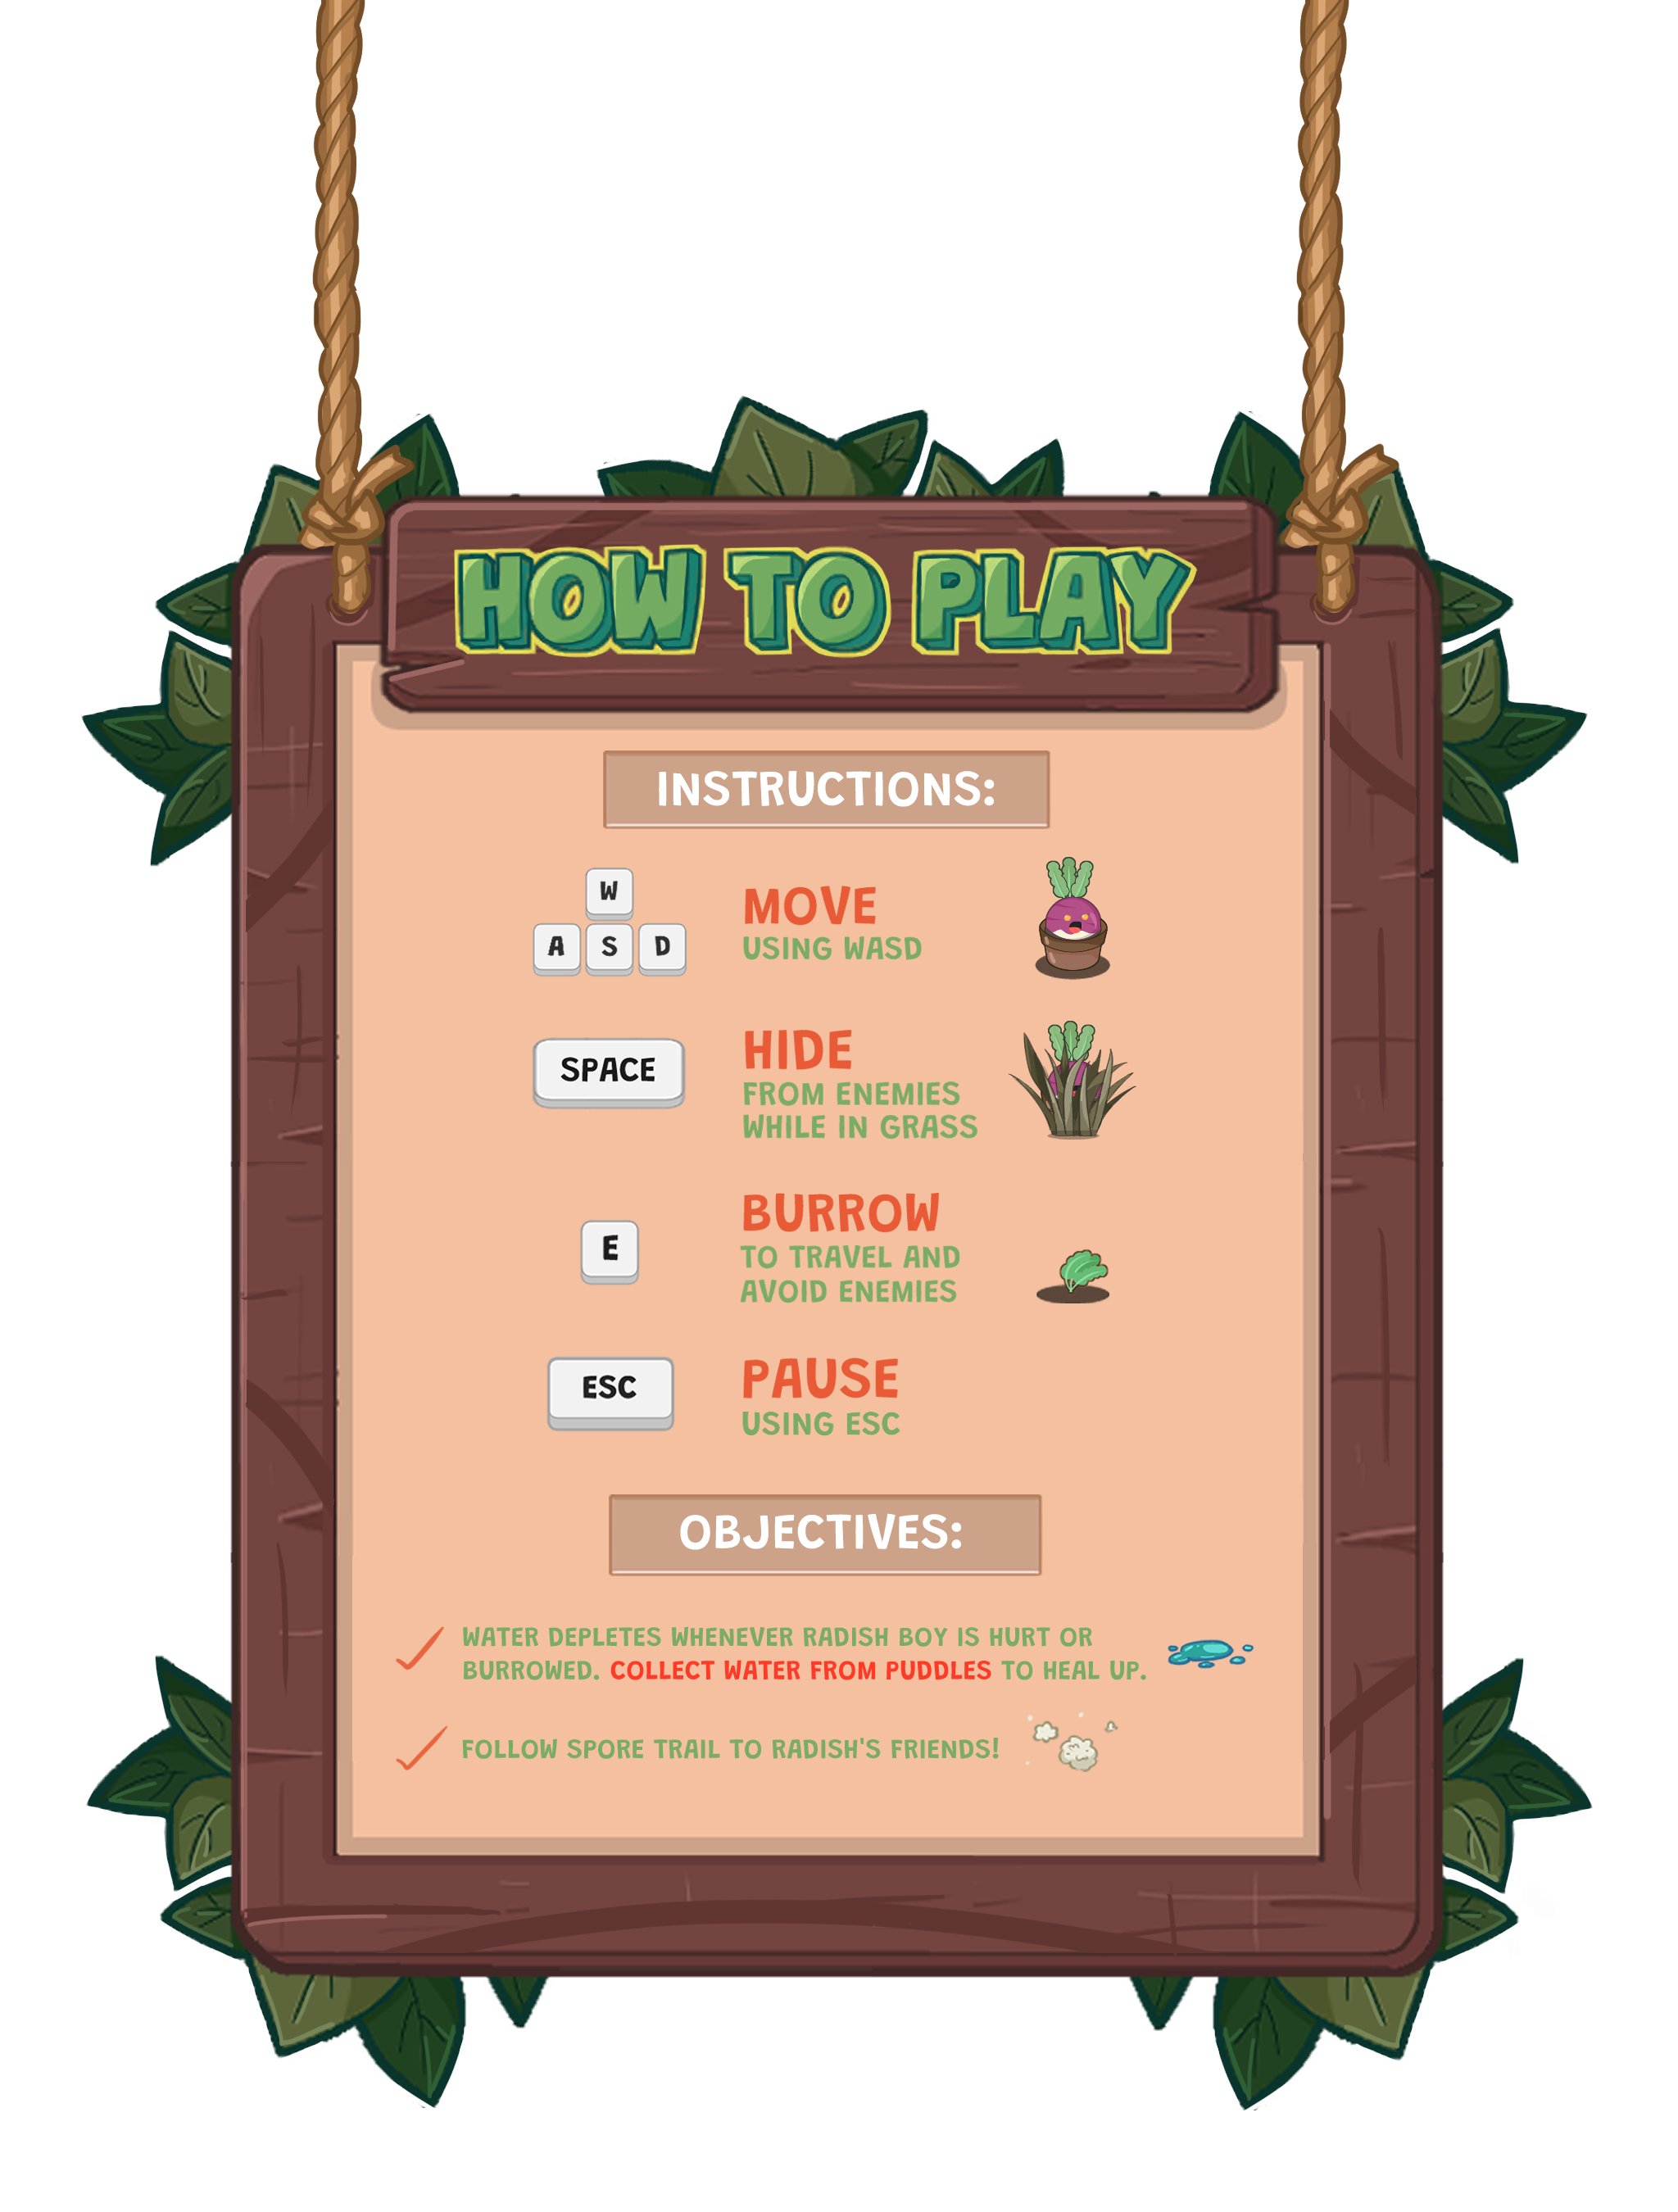 HOW TO PLAY
INSTRUCTIONS:
W
A S D
MOVE
USING WASD
SPACE
HIDE
FROM ENEMIES
WHILE IN GRASS
E
BURROW
TO TRAVEL AND
AVOID ENEMIES
ESC
PAUSE
USING ESC
OBJECTIVES:
WATER DEPLETES WHENEVER RADISH BOY IS HURT OR
BURROWED. COLLECT WATER FROM PUDDLES TO HEAL UP.
FOLLOW SPORE TRAIL TO RADISH'S FRIENDS!